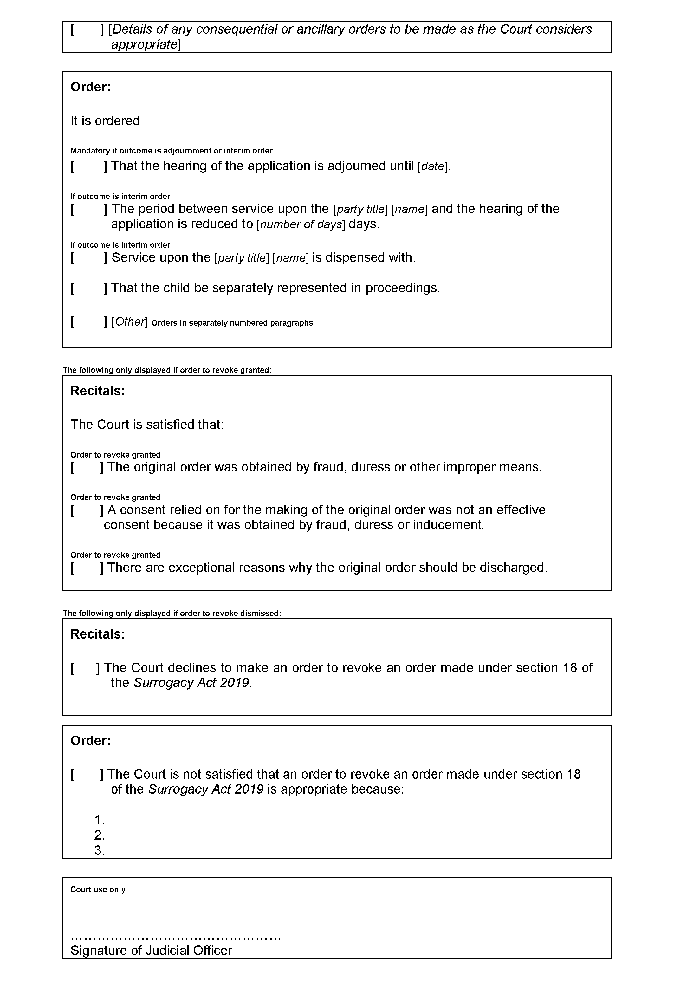 [ ] [Details of any consequential or ancillary orders to be made as the Court considers
appropriate]
Order:
It is ordered
Mandatory if outcome is adjournment or interim order
[ ] That the hearing of the application is adjourned until [date].
If outcome is interim order
[ ] The period between service upon the [party title] [name] and the hearing of the
application is reduced to [number of days] days.
If outcome is interim order
[ ] Service upon the [party title] [name] is dispensed with.
[ ] That the child be separately represented in proceedings.
[ ] [Other] Orders in separately numbered paragraphs
The following only displayed if order to revoke granted:
Recitals:
The Court is satisfied that:
Order to revoke granted
[ ] The original order was obtained by fraud, duress or other improper means.
Order to revoke granted
[ ] A consent relied on for the making of the original order was not an effective
consent because it was obtained by fraud, duress or inducement.
Order to revoke granted
[ ] There are exceptional reasons why the original order should be discharged.
The following only displayed if order to revoke dismissed:
Recitals:
[ ] The Court declines to make an order to revoke an order made under section 18 of
the Surrogacy Act 2019.
Order:
[ ] The Court is not satisfied that an order to revoke an order made under section 18
of the Surrogacy Act 2019 is appropriate because:
1.
2.
3.
Court use only
…………………………………………
Signature of Judicial Officer